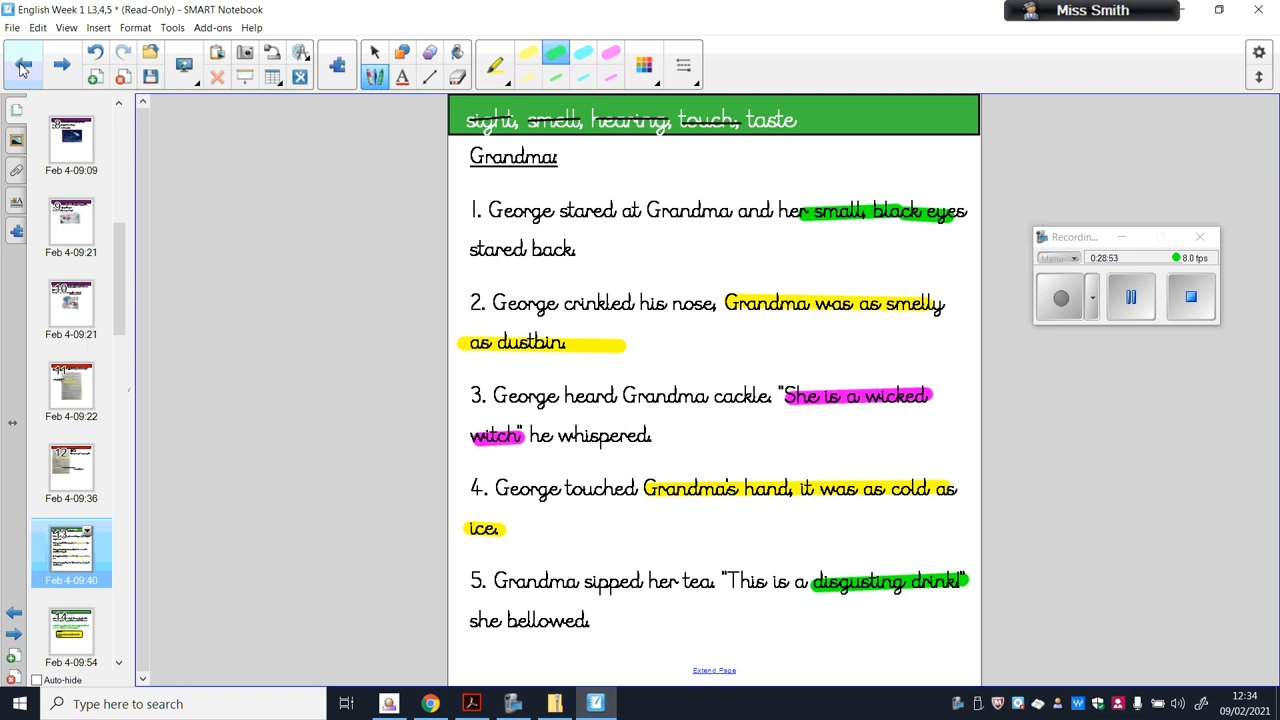 English Week 1 L3,4,5 * (Read-Only) - SMART Notebook
Miss Smith
File Edit View Insert Format Tools Add-ons Help
sight, smell, hearing, touch, taste
Grandma:
1. George stared at Grandma and her small, black eyes
stared back.
2. George crinkled his nose, Grandma was as smelly
as dustbin.
3. George heard Grandma cackle. "She is a wicked
witch" he whispered.
4. George touched Grandma's hand, it was as cold as
ice.
5. Grandma sipped her tea. "This is a disgusting drink!"
she bellowed.
Extend Page
Feb 4-09:09
Feb 4-09:21
Feb 4-09:21
Feb 4-09:22
Feb 4-09:36
Feb 4-09:40
Feb 4-09:54
Auto-hide
Recordin...
Menu 0:28:53 8.0 fps
Type here to search
12:34
09/02/2021